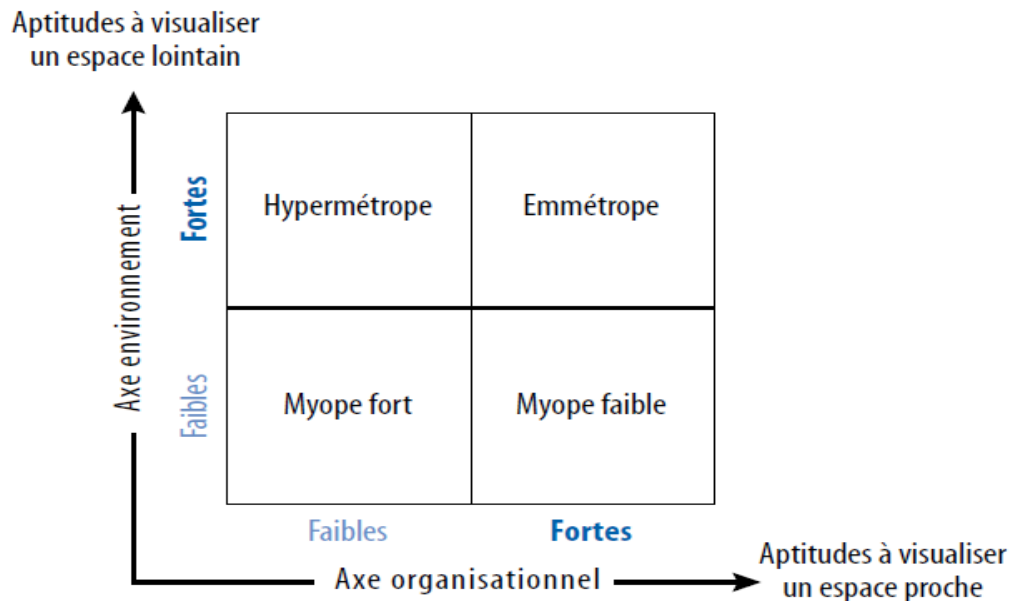 Aptitudes à visualiser
un espace lointain
Axe environnement
Fortes
Faibles
Hypermétrope
Emmétrope
Myope fort
Myope faible
Faibles
Fortes
Axe organisationnel
Aptitudes à visualiser
un espace proche